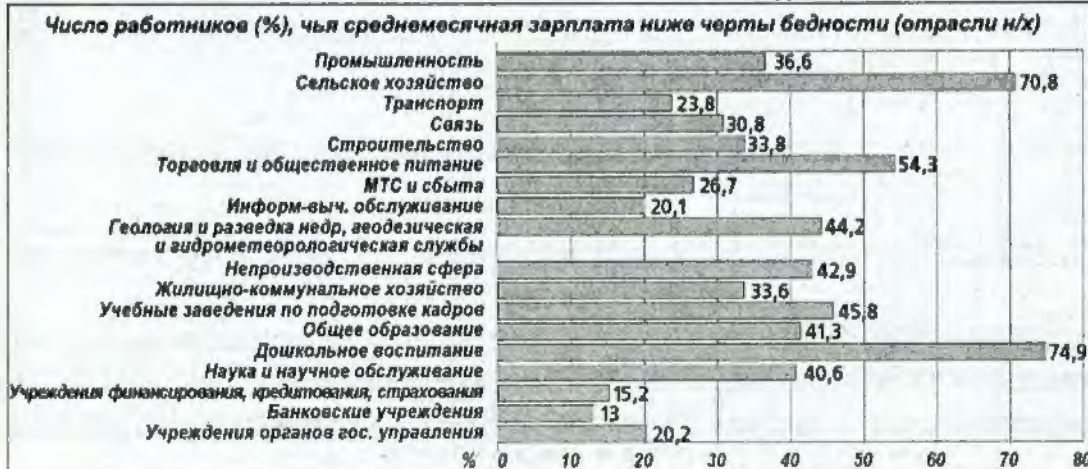 Число работников (%), чья среднемесячная зарплата ниже черты бедности (отрасли н/х)
Промышленность 36,6
Сельское хозяйство 70,8
Транспорт 23,8
Связь 30,8
Строительство 33,8
Торговля и общественное питание 54,3
МТС и сбыта 26,7
Информ-выч. обслуживание 20,1
Геология и разведка недр, геодезическая 44,2
и гидрометеорологическая службы
Непроизводственная сфера 42,9
Жилищно-коммунальное хозяйство 33,6
Учебные заведения по подготовке кадров 45,8
Общее образование 41,3
Дошкольное воспитание 74,9
Наука и научное обслуживание 40,6
Учреждения финансирования, кредитования, страхования 15,2
Банковские учреждения 13
Учреждения органов гос. управления 20,2
% 0 10 20 30 40 50 60 70 80